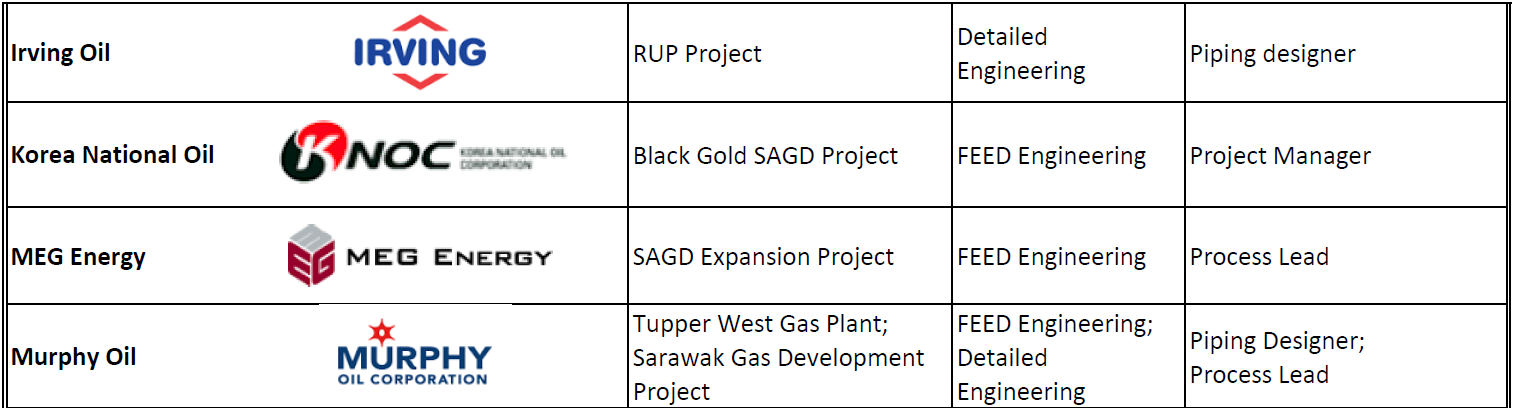 Irving Oil
IRVING
RUP Project
Detailed
Engineering
Piping designer
Korea National Oil
KNOC KOREA NATIONAL OIL
CORPORATION
Black Gold SAGD Project
FEED Engineering
Project Manager
MEG Energy
MEG
MEG ENERGY
SAGD Expansion Project
FEED Engineering
Process Lead
Murphy Oil
MURPHY
OIL CORPORATION
Tupper West Gas Plant;
Sarawak Gas Development
Project
FEED Engineering;
Detailed
Engineering
Piping Designer;
Process Lead